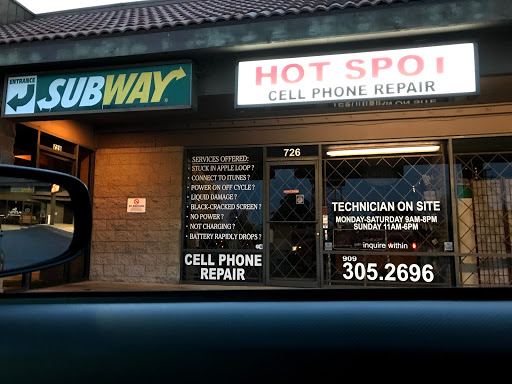 ENTRANCE
SUBWAY
HOT SPOT
CELL PHONE REPAIR
726
SERVICES OFFERED:
• STUCK IN APPLE LOOP ?
• CONNECT TO ITUNES ?
• POWER ON OFF CYCLE ?
• LIQUID DAMAGE ?
• BLACK-CRACKED SCREEN ?
• NO POWER ?
• NOT CHARGING ?
• BATTERY RAPIDLY DROPS ?
CELL PHONE
REPAIR
TECHNICIAN ON SITE
MONDAY-SATURDAY 9AM-8PM
SUNDAY 11AM-6PM
inquire within
909
305.2696